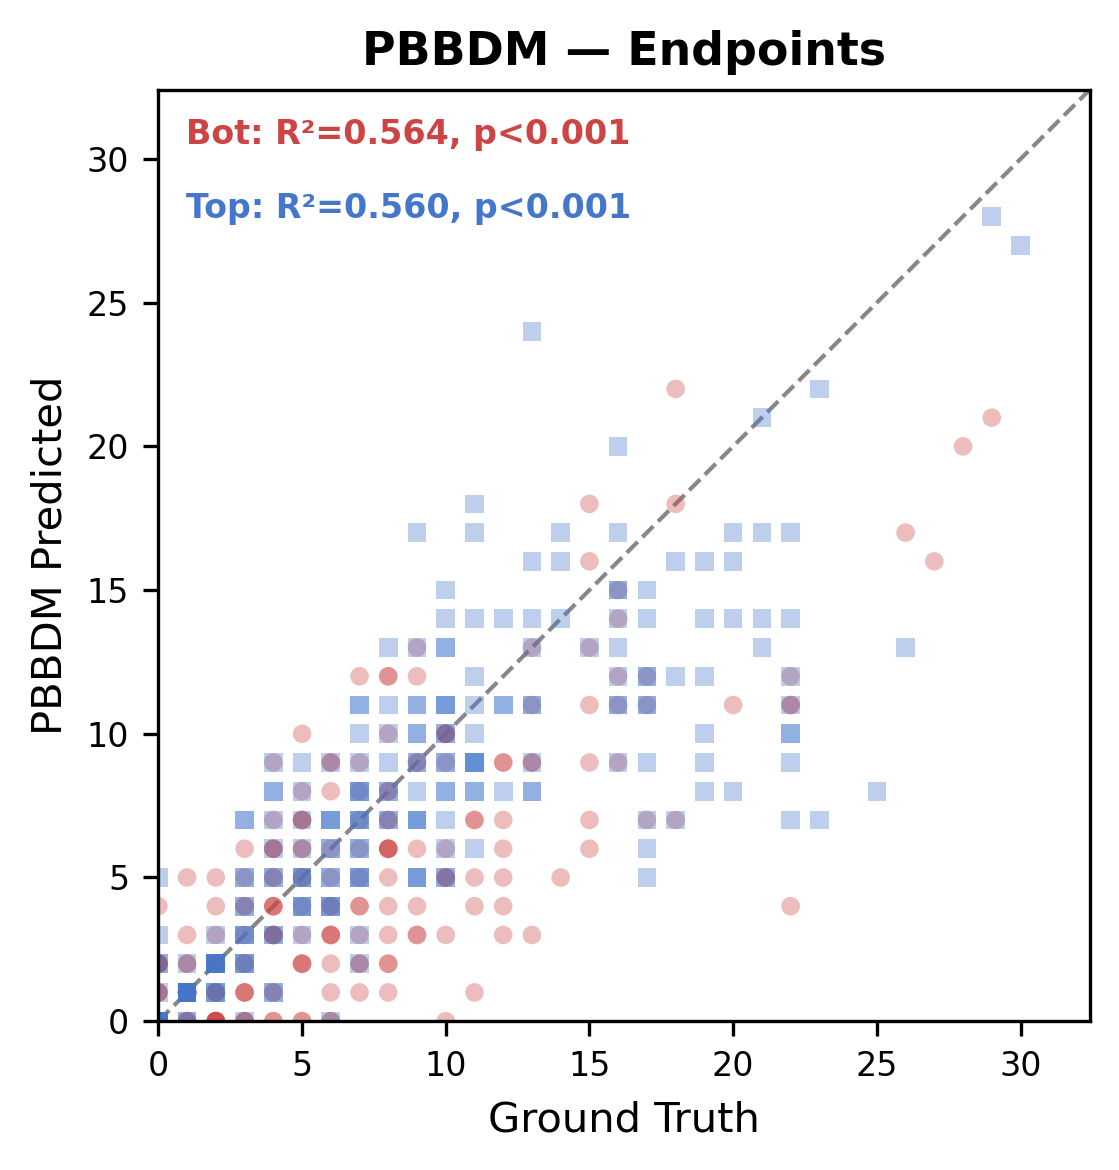 PBBDM — Endpoints
Bot: R²=0.564, p<0.001
Top: R²=0.560, p<0.001
PBBDM Predicted
30
25
20
15
10
5
0
0 5 10 15 20 25 30
Ground Truth